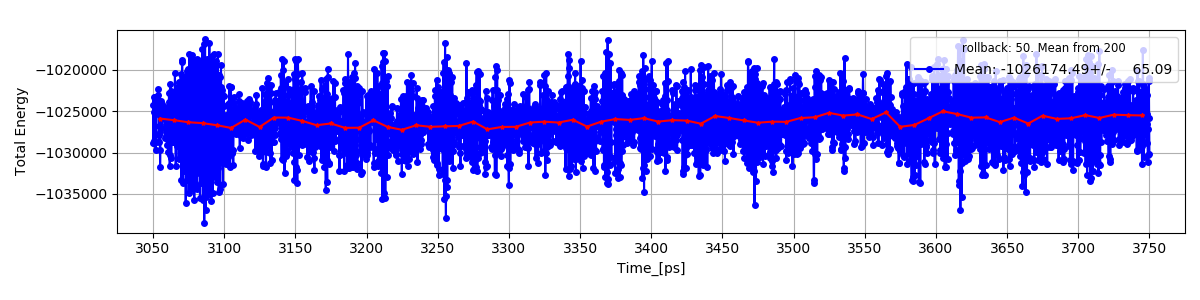 rollback: 50. Mean from 200
Mean: -1026174.49+/- 65.09
Total Energy
−1020000
−1025000
−1030000
−1035000
3050 3100 3150 3200 3250 3300 3350 3400 3450 3500 3550 3600 3650 3700 3750
Time_[ps]